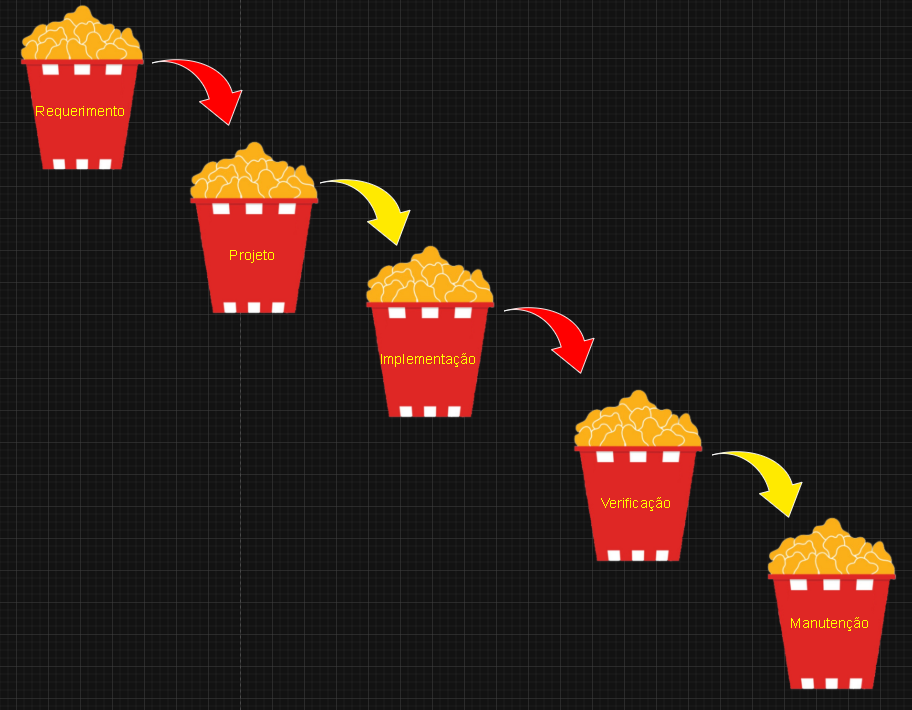 Requerimento
Projeto
Implementação
Verificação
Manutenção